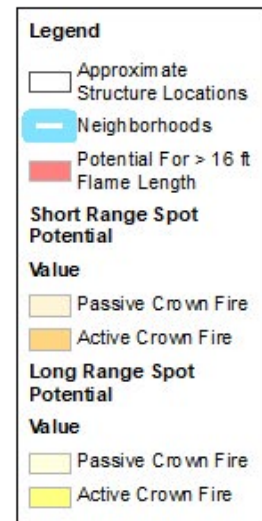 Legend
Approximate
Structure Locations
Neighborhoods
Potential For > 16 ft
Flame Length
Short Range Spot
Potential
Value
Passive Crown Fire
Active Crown Fire
Long Range Spot
Potential
Value
Passive Crown Fire
Active Crown Fire